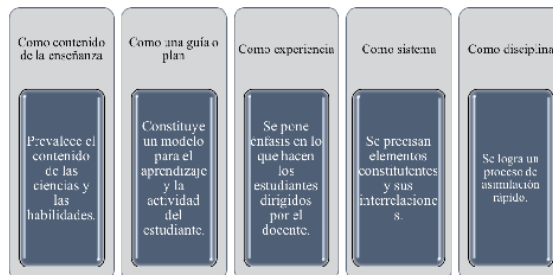 Como contenido
de la enseñanza
Prevalece el
contenido
de las
ciencias y
las
habilidades.
Como una guía o
plan
Constituye
un modelo
para el
aprendizaje
y la
actividad
del
estudiante.
Como experiencia
Se pone
énfasis en lo
que hacen
los
estudiantes
dirigidos
por el
docente.
Como sistema
Se precisan
elementos
constitutentes
y sus
interrelacione
s.
Como disciplina
Se logra un
proceso de
asimilación
rápido.